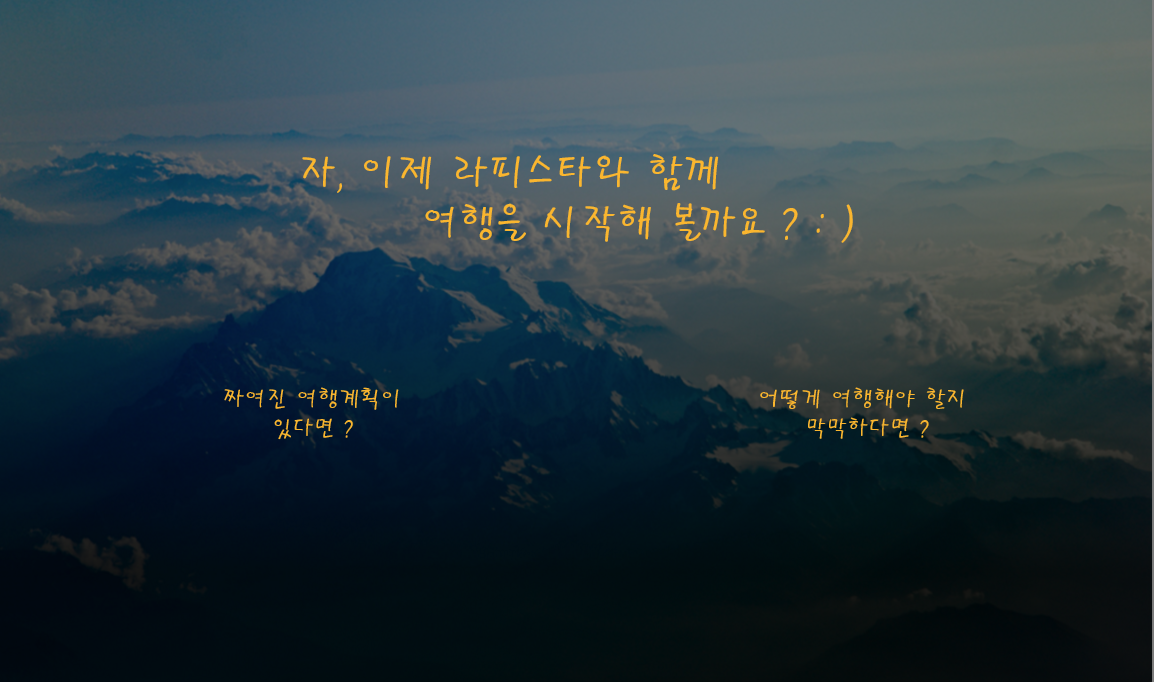 자, 이제 라피스타와 함께
여행을 시작해 볼까요 ? : )
짜여진 여행계획이
있다면 ?
어떻게 여행해야 할지
막막하다면 ?